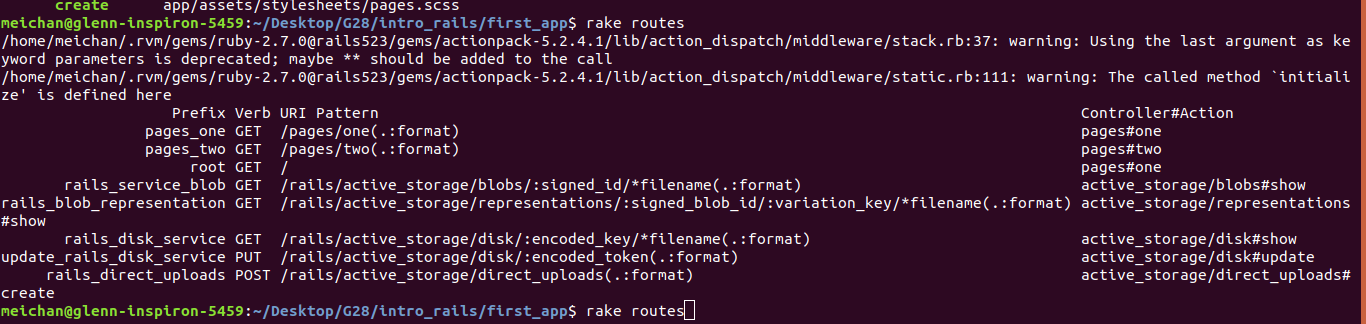 create      app/assets/stylesheets/pages.scss
meichan@glenn-inspiron-5459:~/Desktop/G28/intro_rails/first_app$ rake routes
/home/meichan/.rvm/gems/ruby-2.7.0@rails523/gems/actionpack-5.2.4.1/lib/action_dispatch/middleware/stack.rb:37: warning: Using the last argument as ke
yword parameters is deprecated; maybe ** should be added to the call
/home/meichan/.rvm/gems/ruby-2.7.0@rails523/gems/actionpack-5.2.4.1/lib/action_dispatch/middleware/static.rb:111: warning: The called method `initiali
ze' is defined here
Prefix Verb URI Pattern Controller#Action
pages_one GET /pages/one(.:format) pages#one
pages_two GET /pages/two(.:format) pages#two
root GET / pages#one
rails_service_blob GET /rails/active_storage/blobs/:signed_id/*filename(.:format) active_storage/blobs#show
rails_blob_representation GET /rails/active_storage/representations/:signed_blob_id/:variation_key/*filename(.:format) active_storage/representations
#show
rails_disk_service GET /rails/active_storage/disk/:encoded_key/*filename(.:format) active_storage/disk#show
update_rails_disk_service PUT /rails/active_storage/disk/:encoded_token(.:format) active_storage/disk#update
rails_direct_uploads POST /rails/active_storage/direct_uploads(.:format) active_storage/direct_uploads#
create
meichan@glenn-inspiron-5459:~/Desktop/G28/intro_rails/first_app$ rake routes